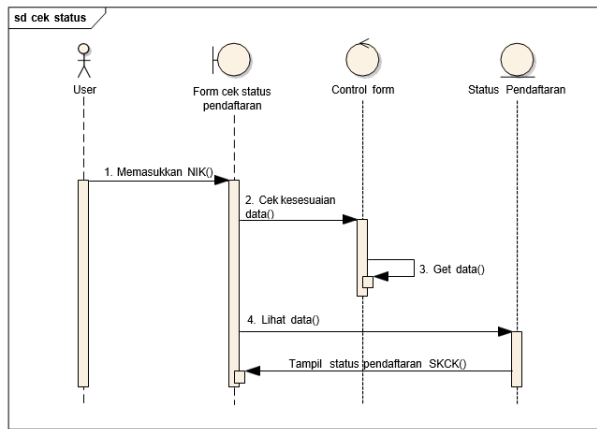 sd cek status
User
Form cek status
pendaftaran
Control form
Status Pendaftaran
1. Memasukkan NIK()
2. Cek kesesuaian
data()
3. Get data()
4. Lihat data()
Tampil status pendaftaran SKCK()